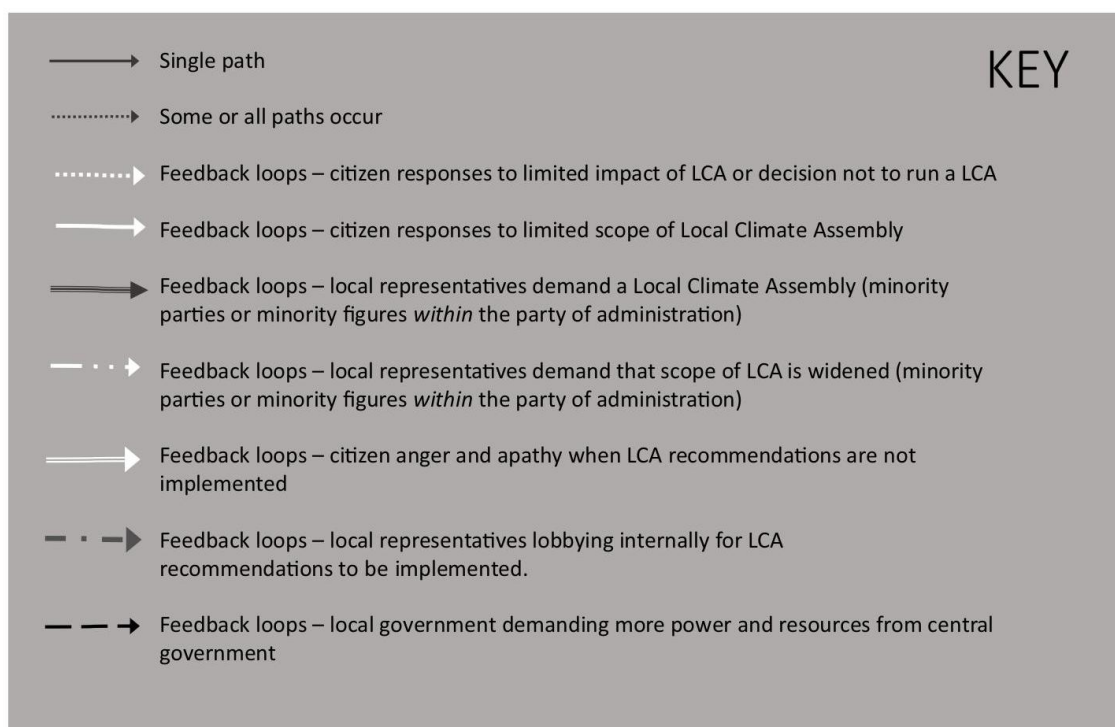 KEY
Single path
Some or all paths occur
Feedback loops – citizen responses to limited impact of LCA or decision not to run a LCA
Feedback loops – citizen responses to limited scope of Local Climate Assembly
Feedback loops – local representatives demand a Local Climate Assembly (minority
parties or minority figures within the party of administration)
Feedback loops – local representatives demand that scope of LCA is widened (minority
parties or minority figures within the party of administration)
Feedback loops – citizen anger and apathy when LCA recommendations are not
implemented
Feedback loops – local representatives lobbying internally for LCA
recommendations to be implemented.
Feedback loops – local government demanding more power and resources from central
government